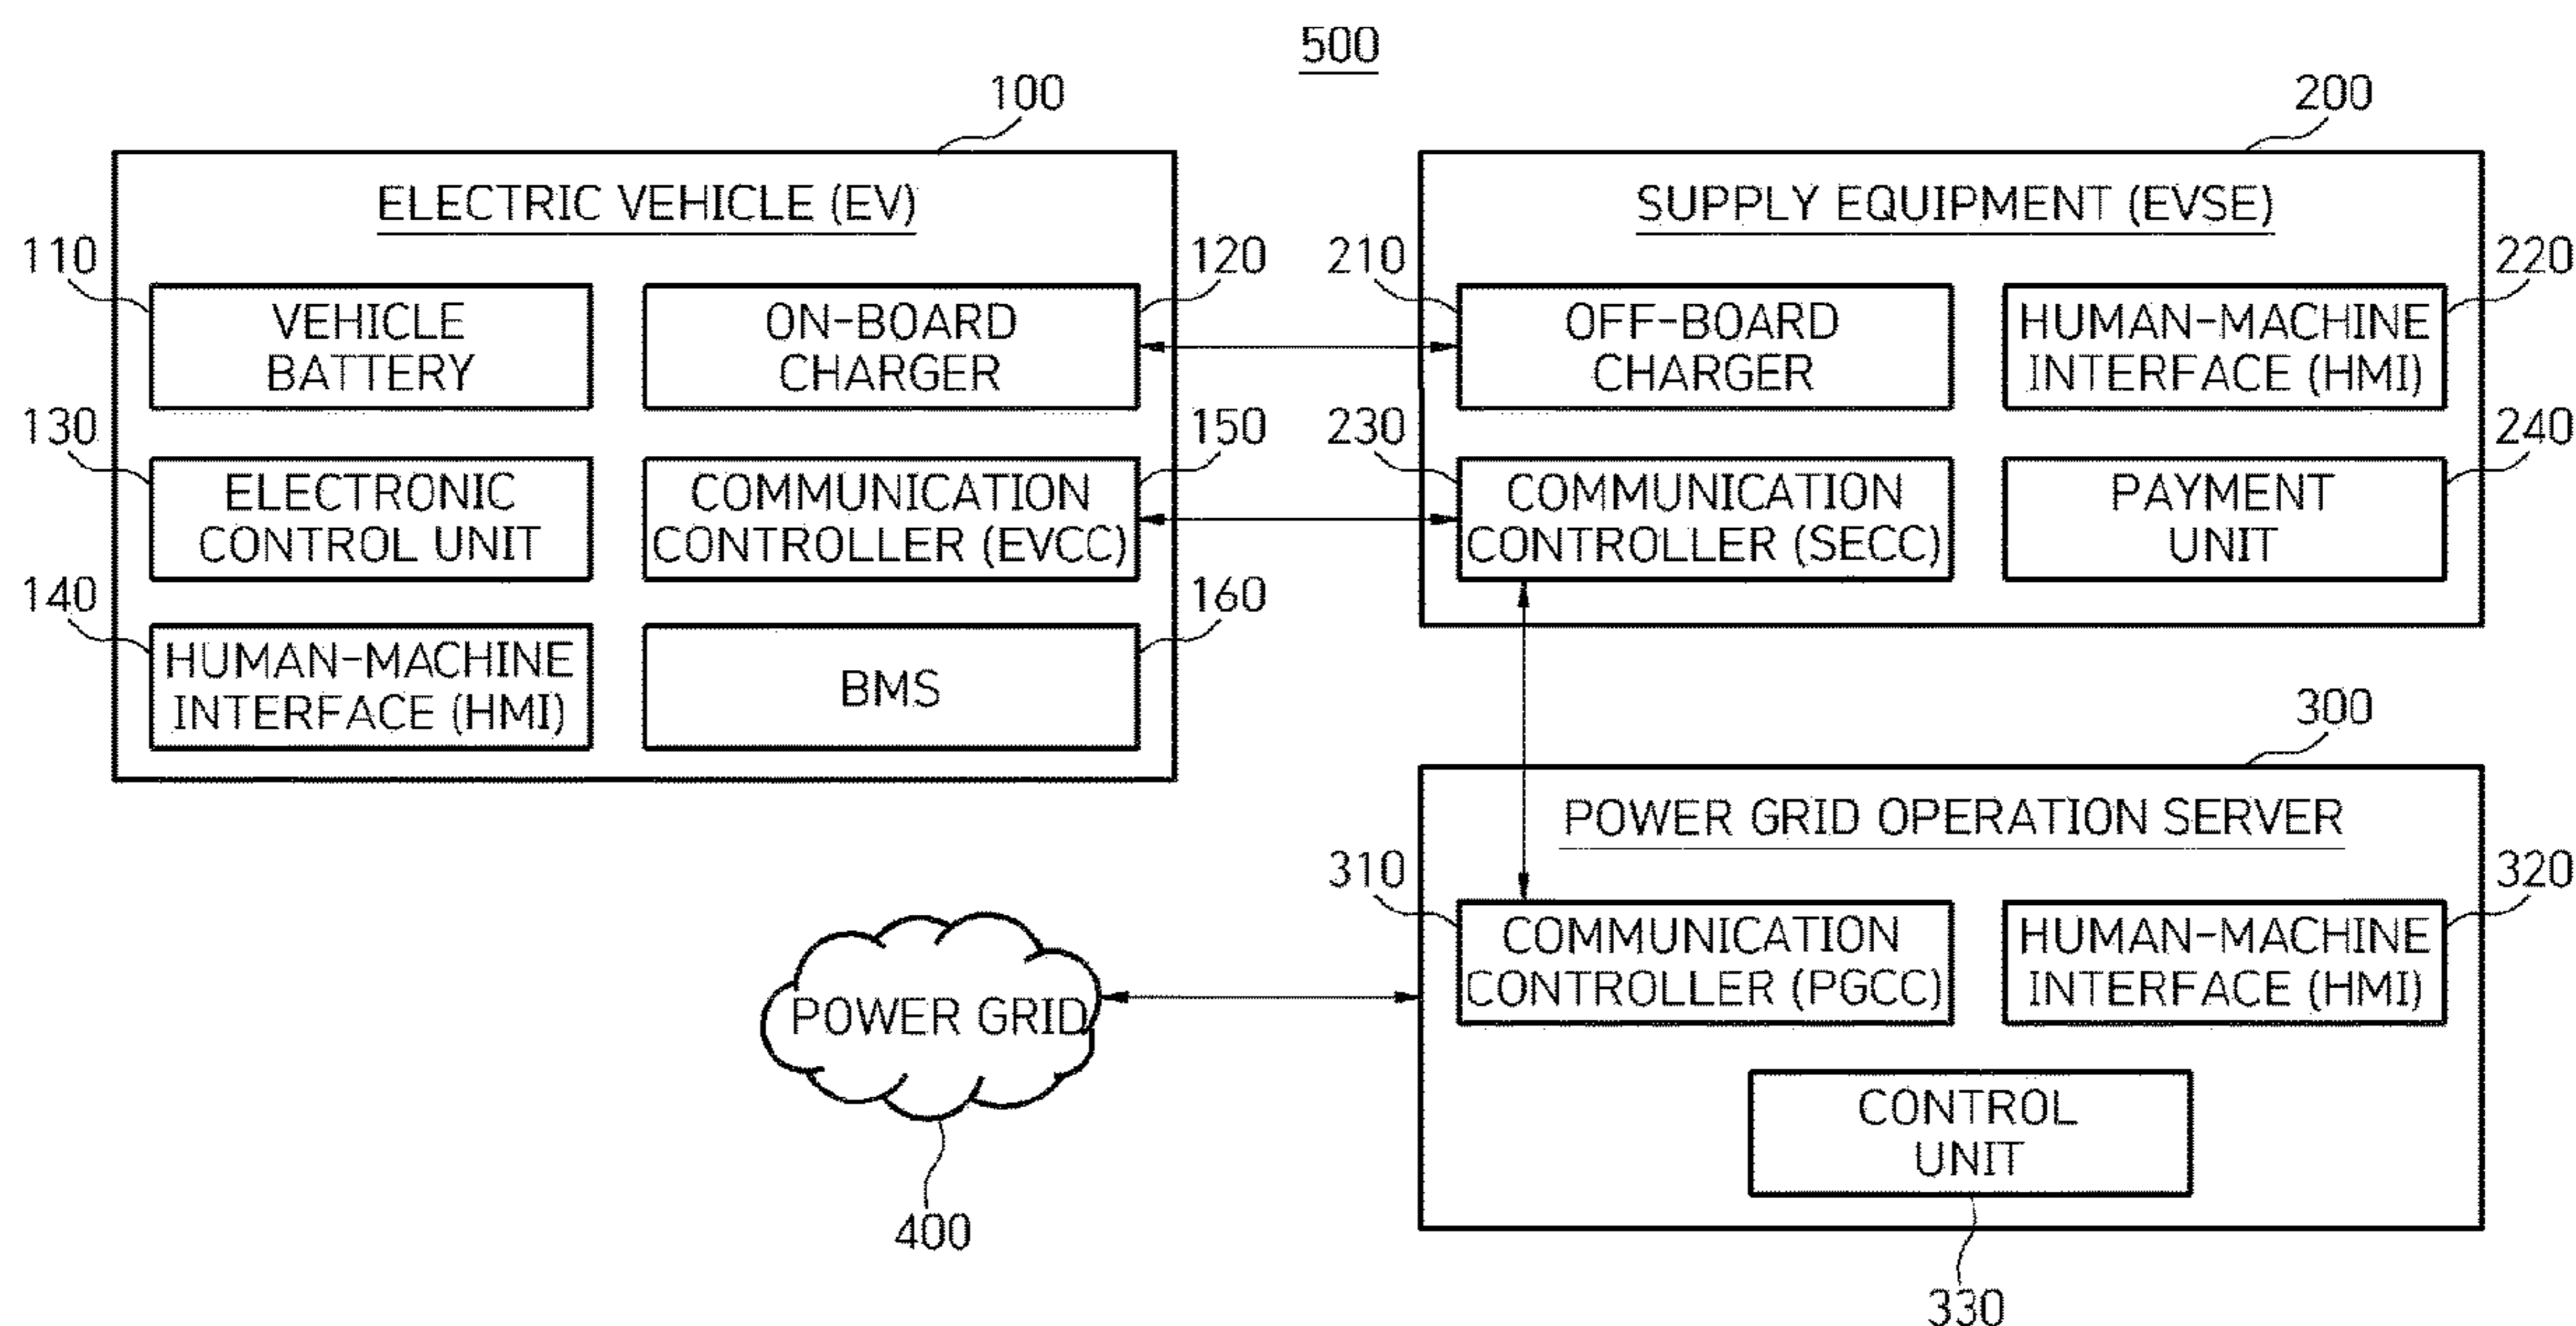 500
100
200
ELECTRIC VEHICLE (EV)
SUPPLY EQUIPMENT (EVSE)
110
120
210
220
VEHICLE
BATTERY
ON-BOARD
CHARGER
OFF-BOARD
CHARGER
HUMAN-MACHINE
INTERFACE (HMI)
130
150
230
240
ELECTRONIC
CONTROL UNIT
COMMUNICATION
CONTROLLER (EVCC)
COMMUNICATION
CONTROLLER (SECC)
PAYMENT
UNIT
140
160
HUMAN-MACHINE
INTERFACE (HMI)
BMS
300
POWER GRID OPERATION SERVER
310
320
COMMUNICATION
CONTROLLER (PGCC)
HUMAN-MACHINE
INTERFACE (HMI)
POWER GRID
CONTROL
UNIT
400
330